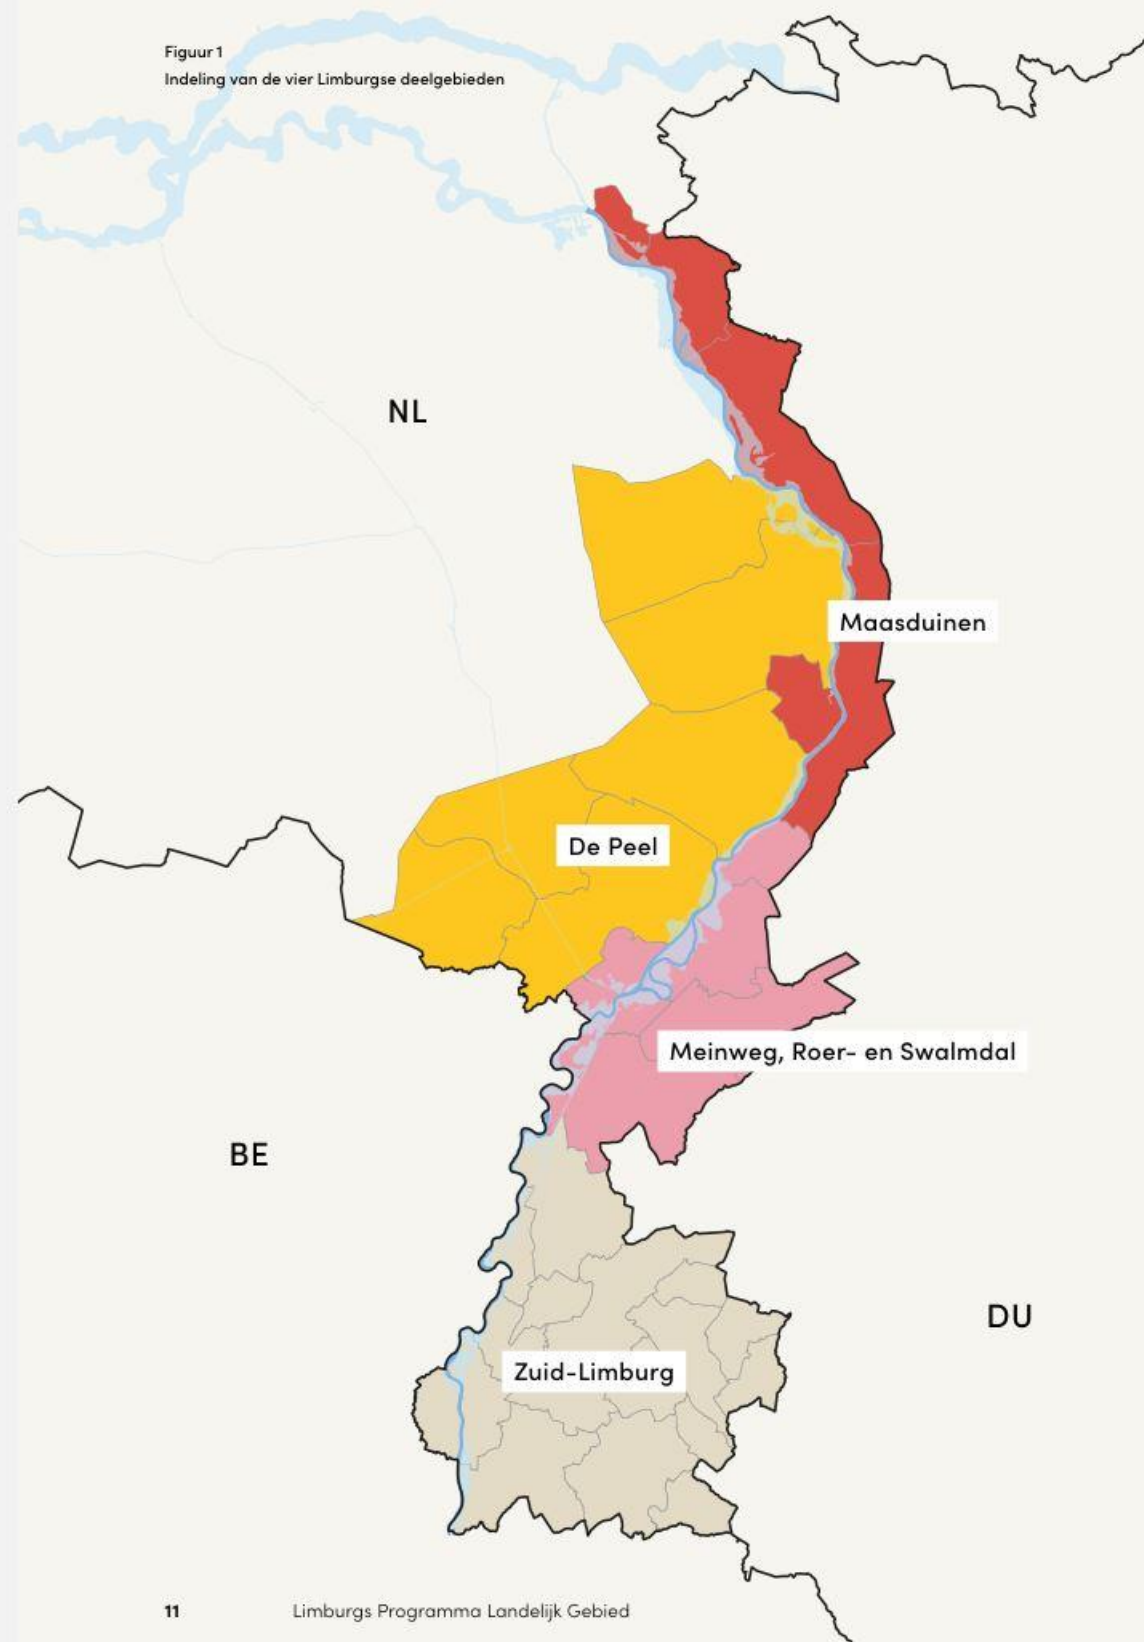 Figuur 1
Indeling van de vier Limburgse deelgebieden
NL
Maasduinen
De Peel
Meinweg, Roer- en Swalmdal
BE
DU
Zuid-Limburg
11 Limburgs Programma Landelijk Gebied